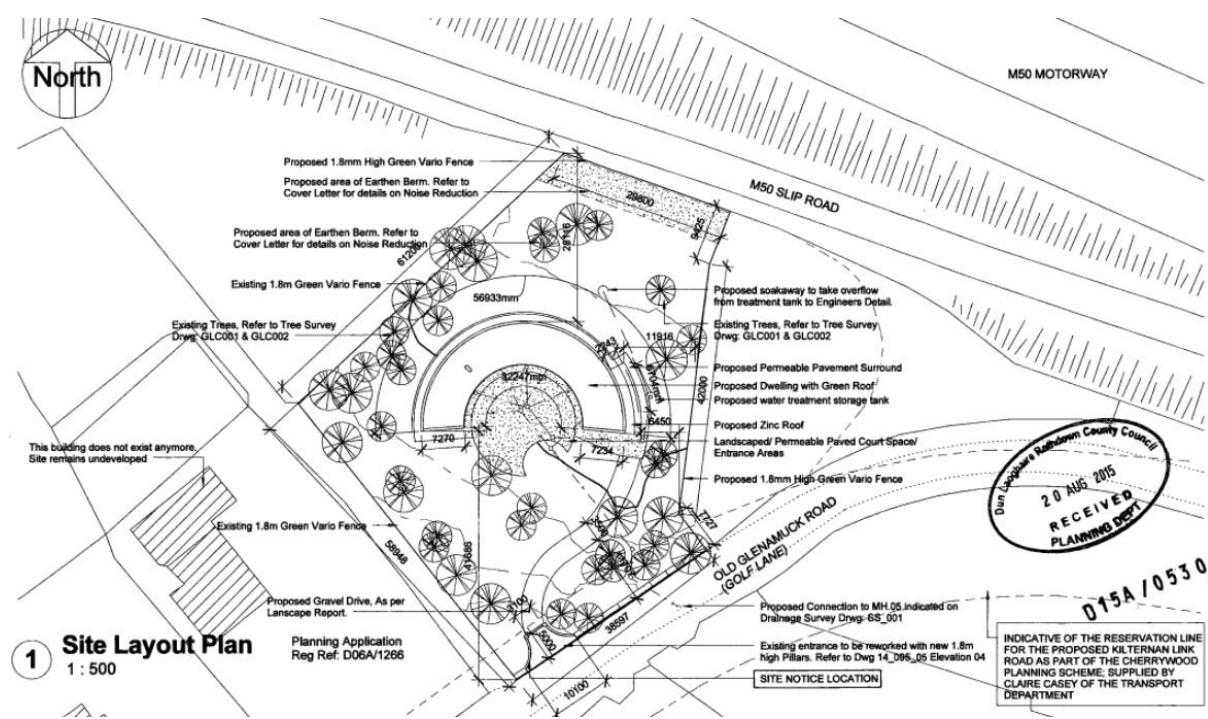 North
M50 MOTORWAY
Proposed 1.8mm High Green Vario Fence
Proposed area of Earthen Berm. Refer to
Cover Letter for details on Noise Reduction
29600
M50 SLIP ROAD
9425
Proposed area of Earthen Berm. Refer to
Cover Letter for details on Noise Reduction
28116
61200
Existing 1.8m Green Vario Fence
56933mm
Proposed soakaway to take overflow
from treatment tank to Engineers Detail.
Existing Trees, Refer to Tree Survey
Drwg: GLC001 & GLC002
Existing Trees, Refer to Tree Survey
Drwg: GLC001 & GLC002
11916
2243
Proposed Permeable Pavement Surround
Proposed Dwelling with Green Roof
Proposed water treatment storage tank
42000
6450
Proposed Zinc Roof
Landscaped/ Permeable Paved Court Space/
Entrance Areas
7270
7234
This building does not exist anymore.
Site remains undeveloped
Proposed 1.8mm High Green Vario Fence
Existing 1.8m Green Vario Fence
7727
58948
41686
OLD GLENAMUCK ROAD
(GOLF LANE)
Dun Laoghaire Rathdown County Council
20 AUG 2015
RECEIVED
PLANNING DEPT
D15A/0530
Proposed Gravel Drive, As per
Lanscape Report.
3100
5000
38597
10100
Proposed Connection to MH.05 indicated on
Drainage Survey Drwg: SS_001
Existing entrance to be reworked with new 1.8m
high Pillars. Refer to Dwg 14_095_05 Elevation 04
SITE NOTICE LOCATION
INDICATIVE OF THE RESERVATION LINE
FOR THE PROPOSED KILTERNAN LINK
ROAD AS PART OF THE CHERRYWOOD
PLANNING SCHEME; SUPPLIED BY
CLAIRE CASEY OF THE TRANSPORT
DEPARTMENT
1 Site Layout Plan
1 : 500
Planning Application
Reg Ref: D06A/1266